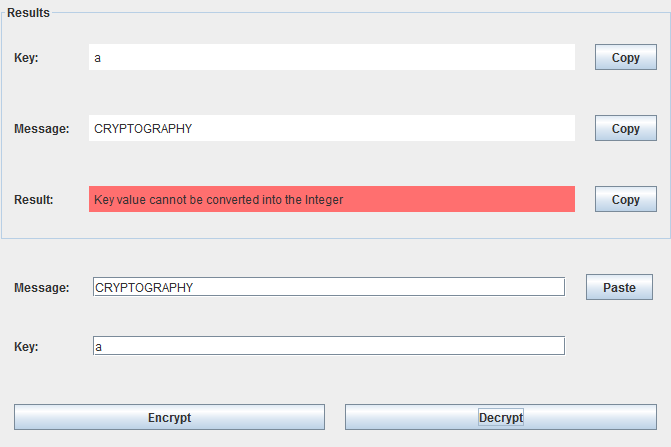 Results
Key: a Copy
Message: CRYPTOGRAPHY Copy
Result: Key value cannot be converted into the Integer Copy
Message: CRYPTOGRAPHY Paste
Key: a
Encrypt Decrypt